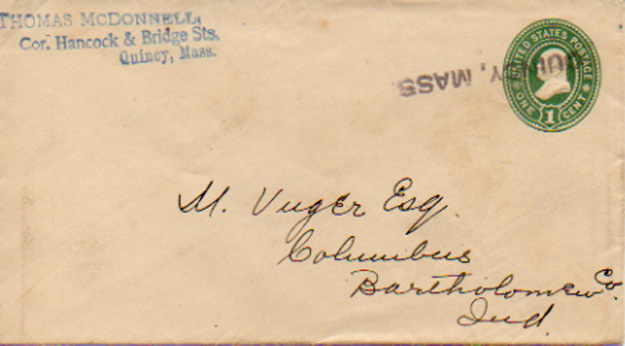 THOMAS McDONNELL,
Cor. Hancock & Bridge Sts.
Quincy, Mass.
UNITED STATES POSTAGE
ONE 1 CENT
QUINCY, MASS.
M. Vuger Esq.
Columbus
Bartholomew Co.
Ind.